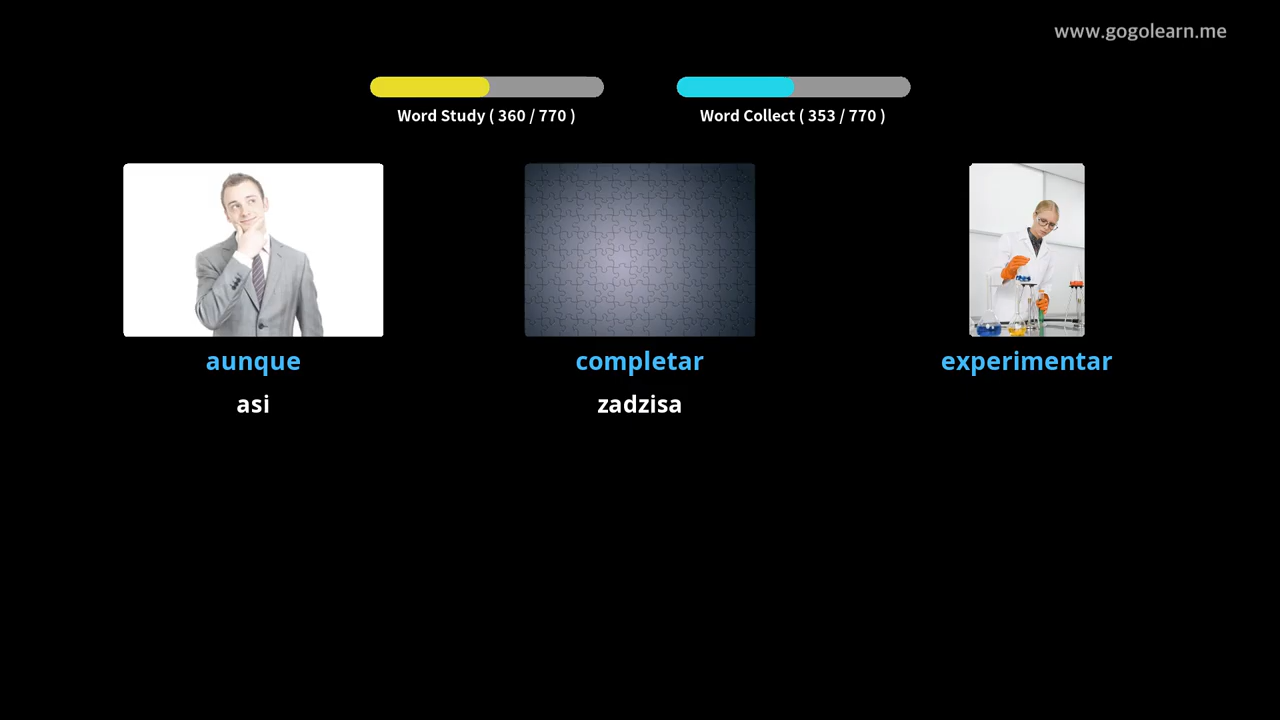 www.gogolearn.me
Word Study ( 360 / 770 )
Word Collect ( 353 / 770 )
aunque
completar
experimentar
asi
zadzisa